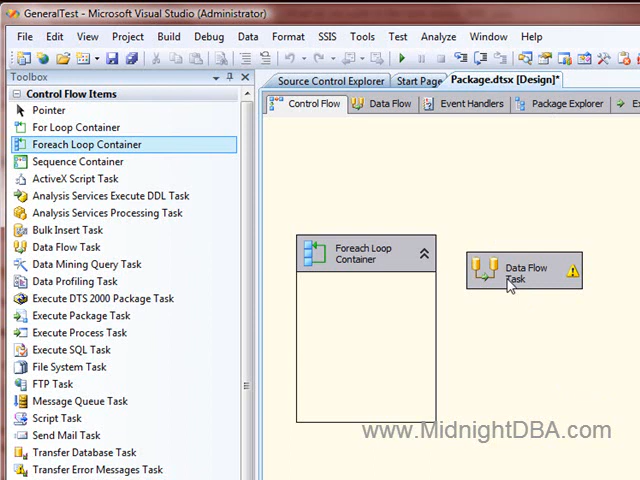 GeneralTest - Microsoft Visual Studio (Administrator)
File Edit View Project Build Debug Data Format SSIS Tools Test Analyze Window Help
Toolbox
Source Control Explorer Start Page Package.dtsx [Design]*
Control Flow Data Flow Event Handlers Package Explorer
Control Flow Items
Pointer
For Loop Container
Foreach Loop Container
Sequence Container
ActiveX Script Task
Analysis Services Execute DDL Task
Analysis Services Processing Task
Bulk Insert Task
Data Flow Task
Data Mining Query Task
Data Profiling Task
Execute DTS 2000 Package Task
Execute Package Task
Execute Process Task
Execute SQL Task
File System Task
FTP Task
Message Queue Task
Script Task
Send Mail Task
Transfer Database Task
Transfer Error Messages Task
Foreach Loop
Container
Data Flow
Task
www.MidnightDBA.com